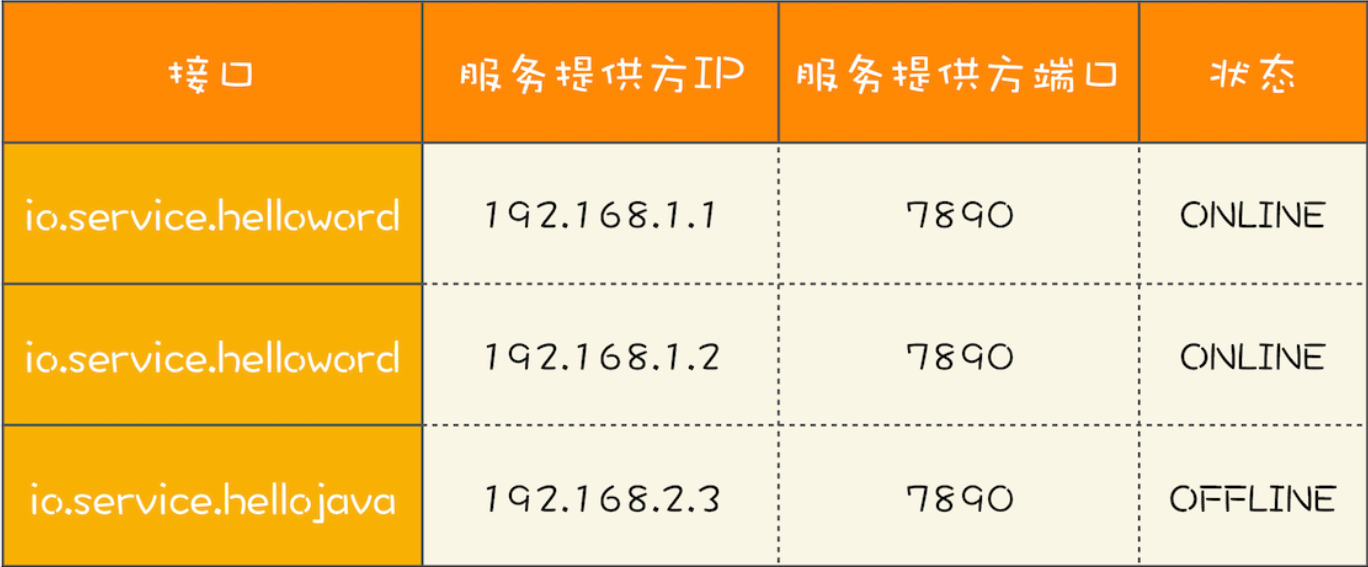 接口 服务提供方IP 服务提供方端口 状态
io.service.helloword 192.168.1.1 7890 ONLINE
io.service.helloword 192.168.1.2 7890 ONLINE
io.service.hellojava 192.168.2.3 7890 OFFLINE